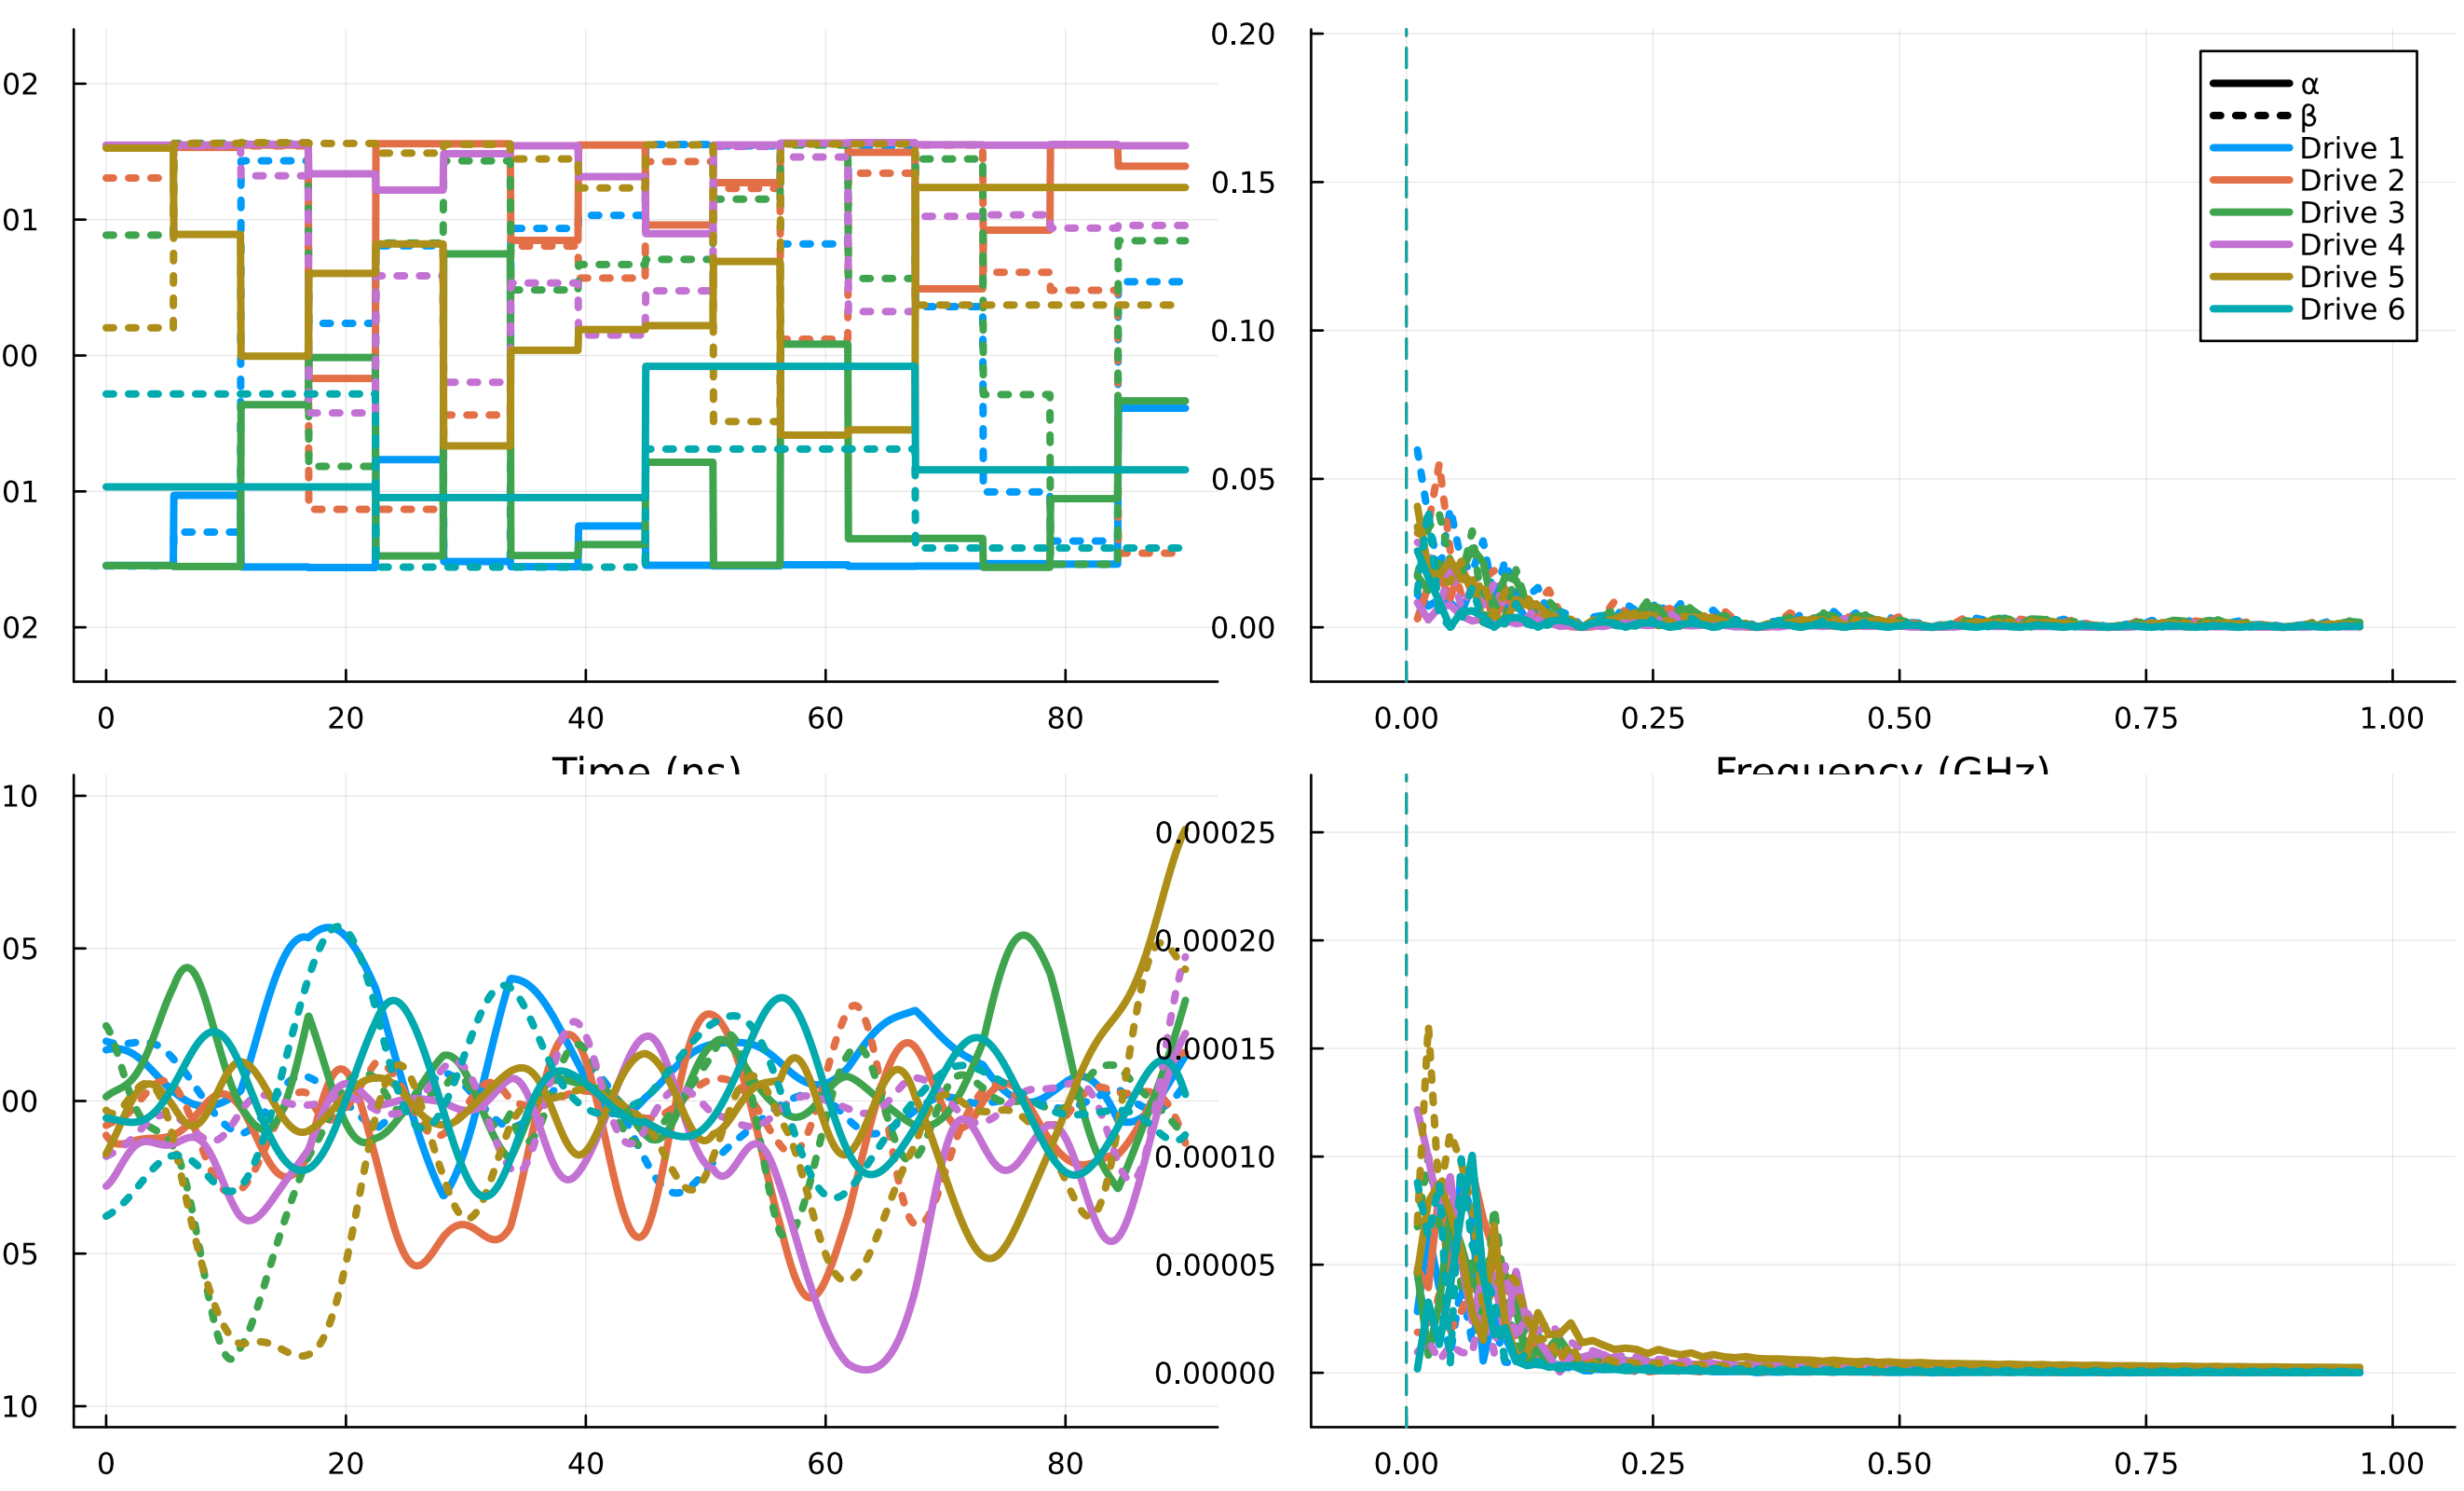 02
01
00
01
02
0 20 40 60 80
Time (ns)
0.20
0.15
0.10
0.05
0.00
0.00 0.25 0.50 0.75 1.00
Frequency (GHz)
α
β
Drive 1
Drive 2
Drive 3
Drive 4
Drive 5
Drive 6
10
05
00
05
10
0 20 40 60 80
0.00025
0.00020
0.00015
0.00010
0.00005
0.00000
0.00 0.25 0.50 0.75 1.00